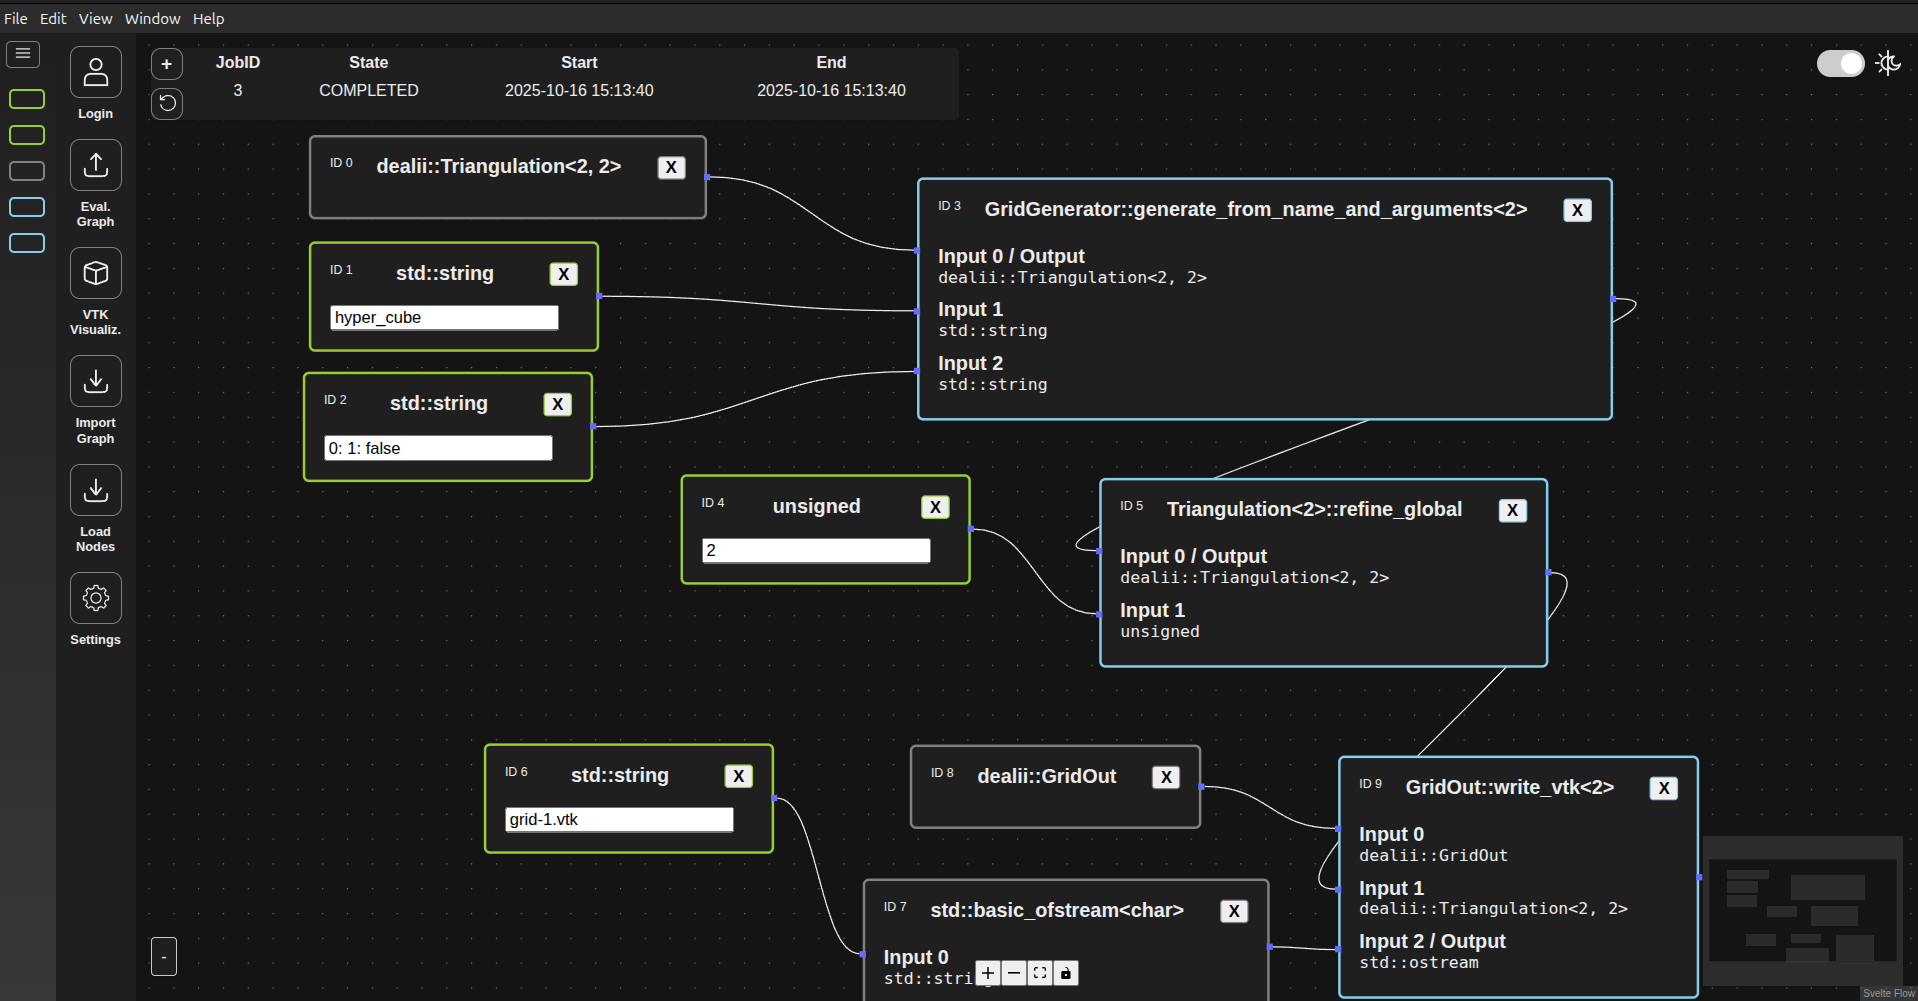 File Edit View Window Help
Login
Eval.
Graph
VTK
Visualiz.
Import
Graph
Load
Nodes
Settings
+ JobID State Start End
3 COMPLETED 2025-10-16 15:13:40 2025-10-16 15:13:40
ID 0 dealii::Triangulation<2, 2> X
ID 1 std::string X
hyper_cube
ID 2 std::string X
0: 1: false
ID 3 GridGenerator::generate_from_name_and_arguments<2> X
Input 0 / Output
dealii::Triangulation<2, 2>
Input 1
std::string
Input 2
std::string
ID 4 unsigned X
2
ID 5 Triangulation<2>::refine_global X
Input 0 / Output
dealii::Triangulation<2, 2>
Input 1
unsigned
ID 6 std::string X
grid-1.vtk
ID 8 dealii::GridOut X
ID 7 std::basic_ofstream<char> X
Input 0
std::stri
ID 9 GridOut::write_vtk<2> X
Input 0
dealii::GridOut
Input 1
dealii::Triangulation<2, 2>
Input 2 / Output
std::ostream
-
Svelte Flow